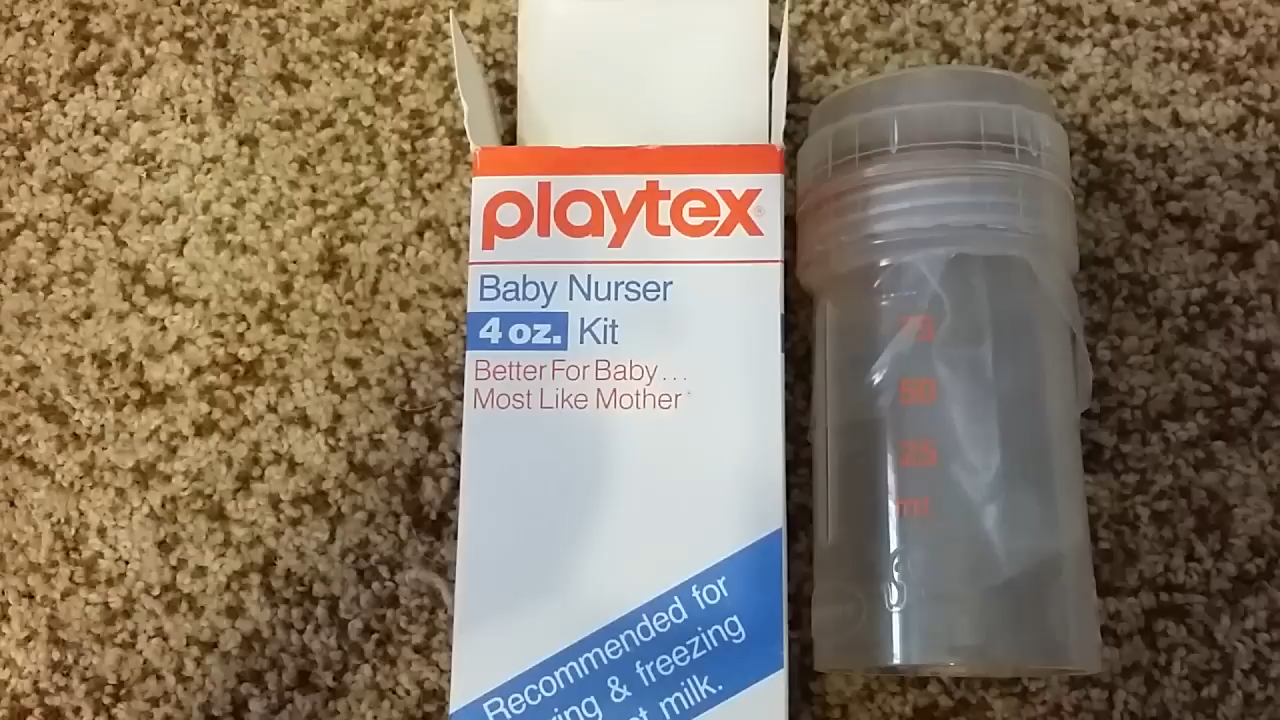 playtex®
Baby Nurser
4 oz. Kit
Better For Baby...
Most Like Mother
Recommended for
& freezing
milk.
75
50
25
ml